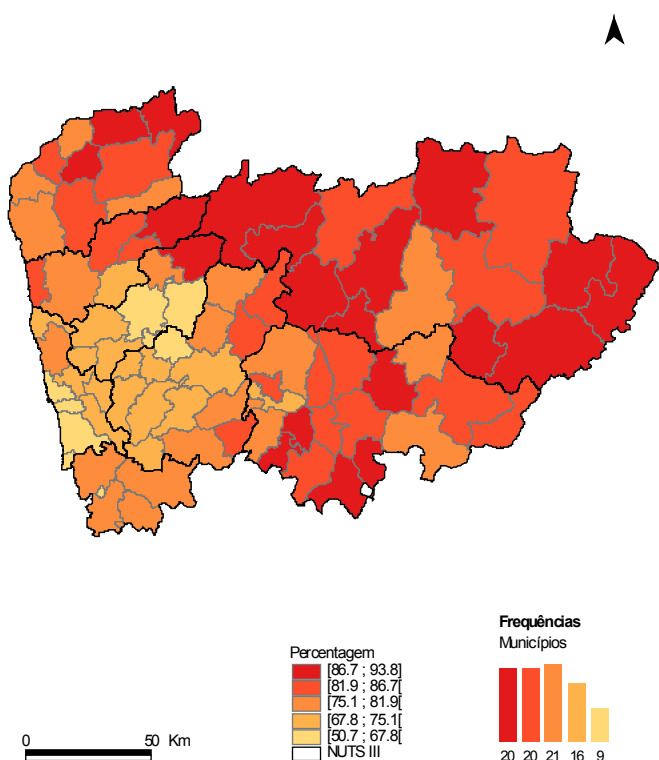 Frequências
Municípios
Percentagem
[86.7 ; 93.8]
[81.9 ; 86.7[
[75.1 ; 81.9[
[67.8 ; 75.1[
[50.7 ; 67.8[
NUTS III
0 50 Km
20 20 21 16 9